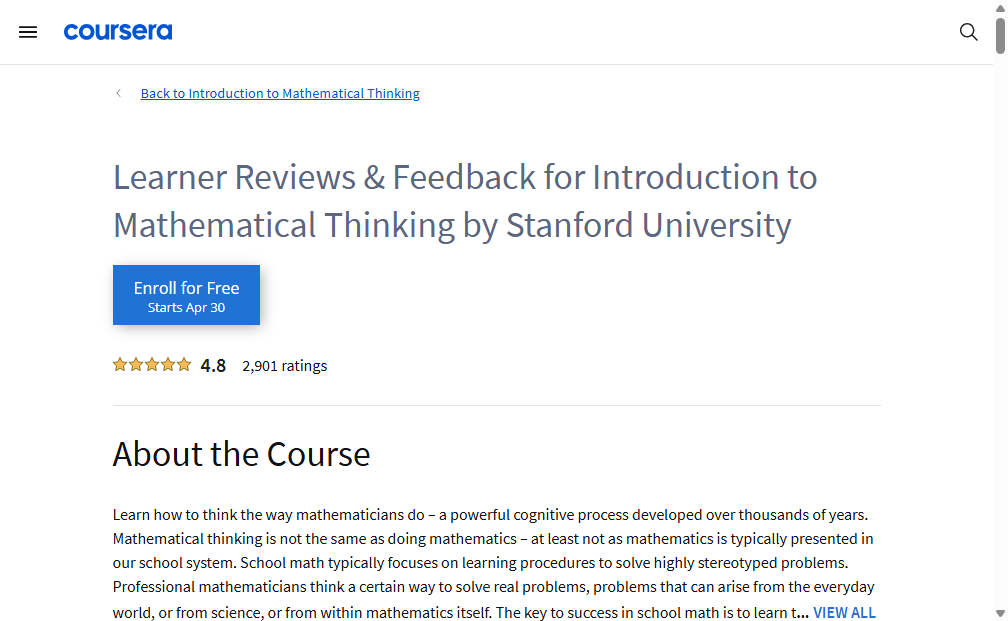 coursera
Back to Introduction to Mathematical Thinking
Learner Reviews & Feedback for Introduction to
Mathematical Thinking by Stanford University
Enroll for Free
Starts Apr 30
4.8 2,901 ratings
About the Course
Learn how to think the way mathematicians do – a powerful cognitive process developed over thousands of years.
Mathematical thinking is not the same as doing mathematics – at least not as mathematics is typically presented in
our school system. School math typically focuses on learning procedures to solve highly stereotyped problems.
Professional mathematicians think a certain way to solve real problems, problems that can arise from the everyday
world, or from science, or from within mathematics itself. The key to success in school math is to learn t... VIEW ALL